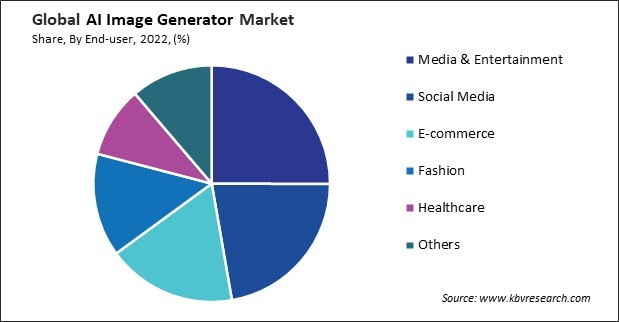 Global AI Image Generator Market
Share, By End-user, 2022, (%)
Media & Entertainment
Social Media
E-commerce
Fashion
Healthcare
Others
Source: www.kbvresearch.com